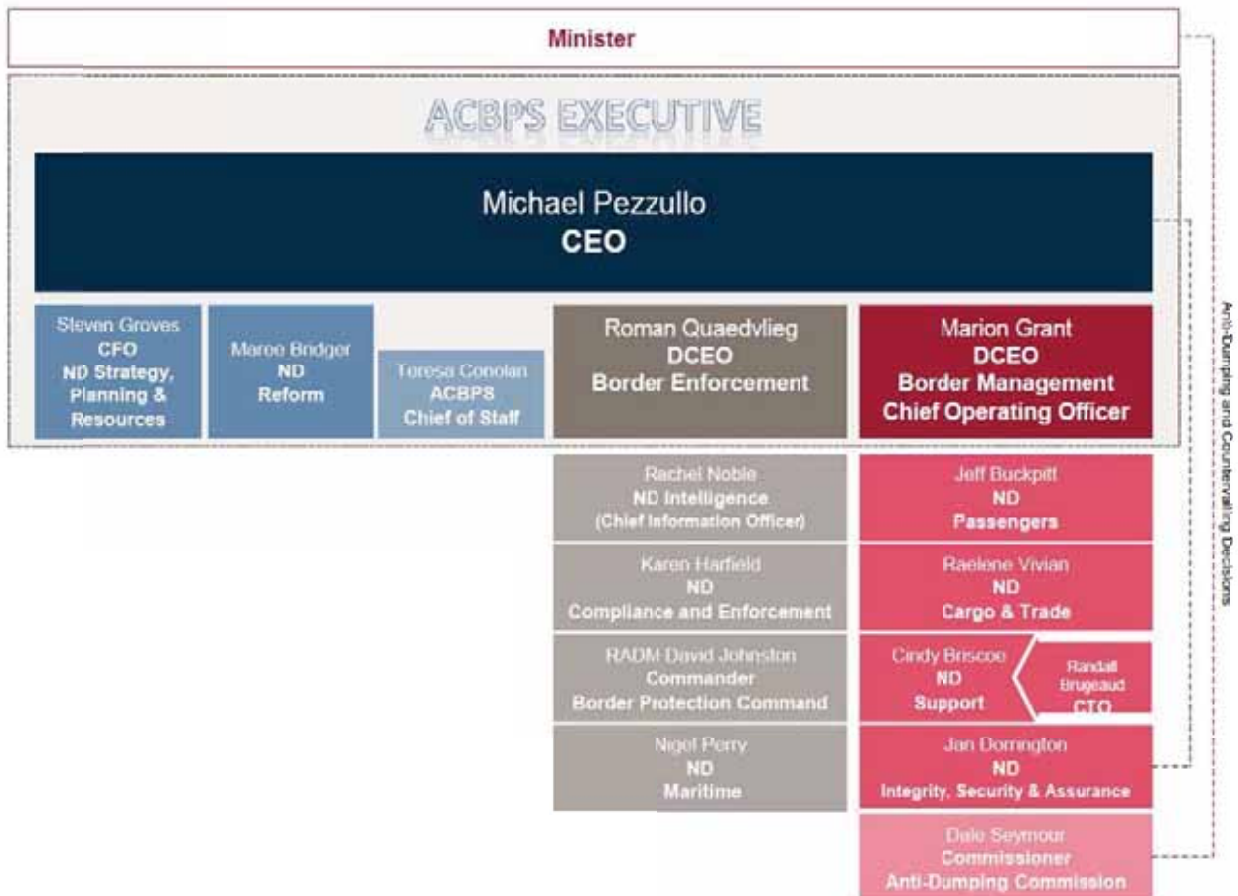 Minister
ACBPS EXECUTIVE
Michael Pezzullo
CEO
Steven Groves
CFO
ND Strategy,
Planning &
Resources
Maree Bridger
ND
Reform
Teresa Conolan
ACBPS
Chief of Staff
Roman Quaedvlieg
DCEO
Border Enforcement
Marion Grant
DCEO
Border Management
Chief Operating Officer
Rachel Noble
ND Intelligence
(Chief Information Officer)
Karen Harfield
ND
Compliance and Enforcement
RADM David Johnston
Commander
Border Protection Command
Nigel Perry
ND
Maritime
Jeff Buckpitt
ND
Passengers
Raelene Vivian
ND
Cargo & Trade
Cindy Briscoe
ND
Support
Randall
Brugeaud
CTO
Jan Dorrington
ND
Integrity, Security & Assurance
Dale Seymour
Commissioner
Anti-Dumping Commission
Anti-Dumping and Countervailing Decisions